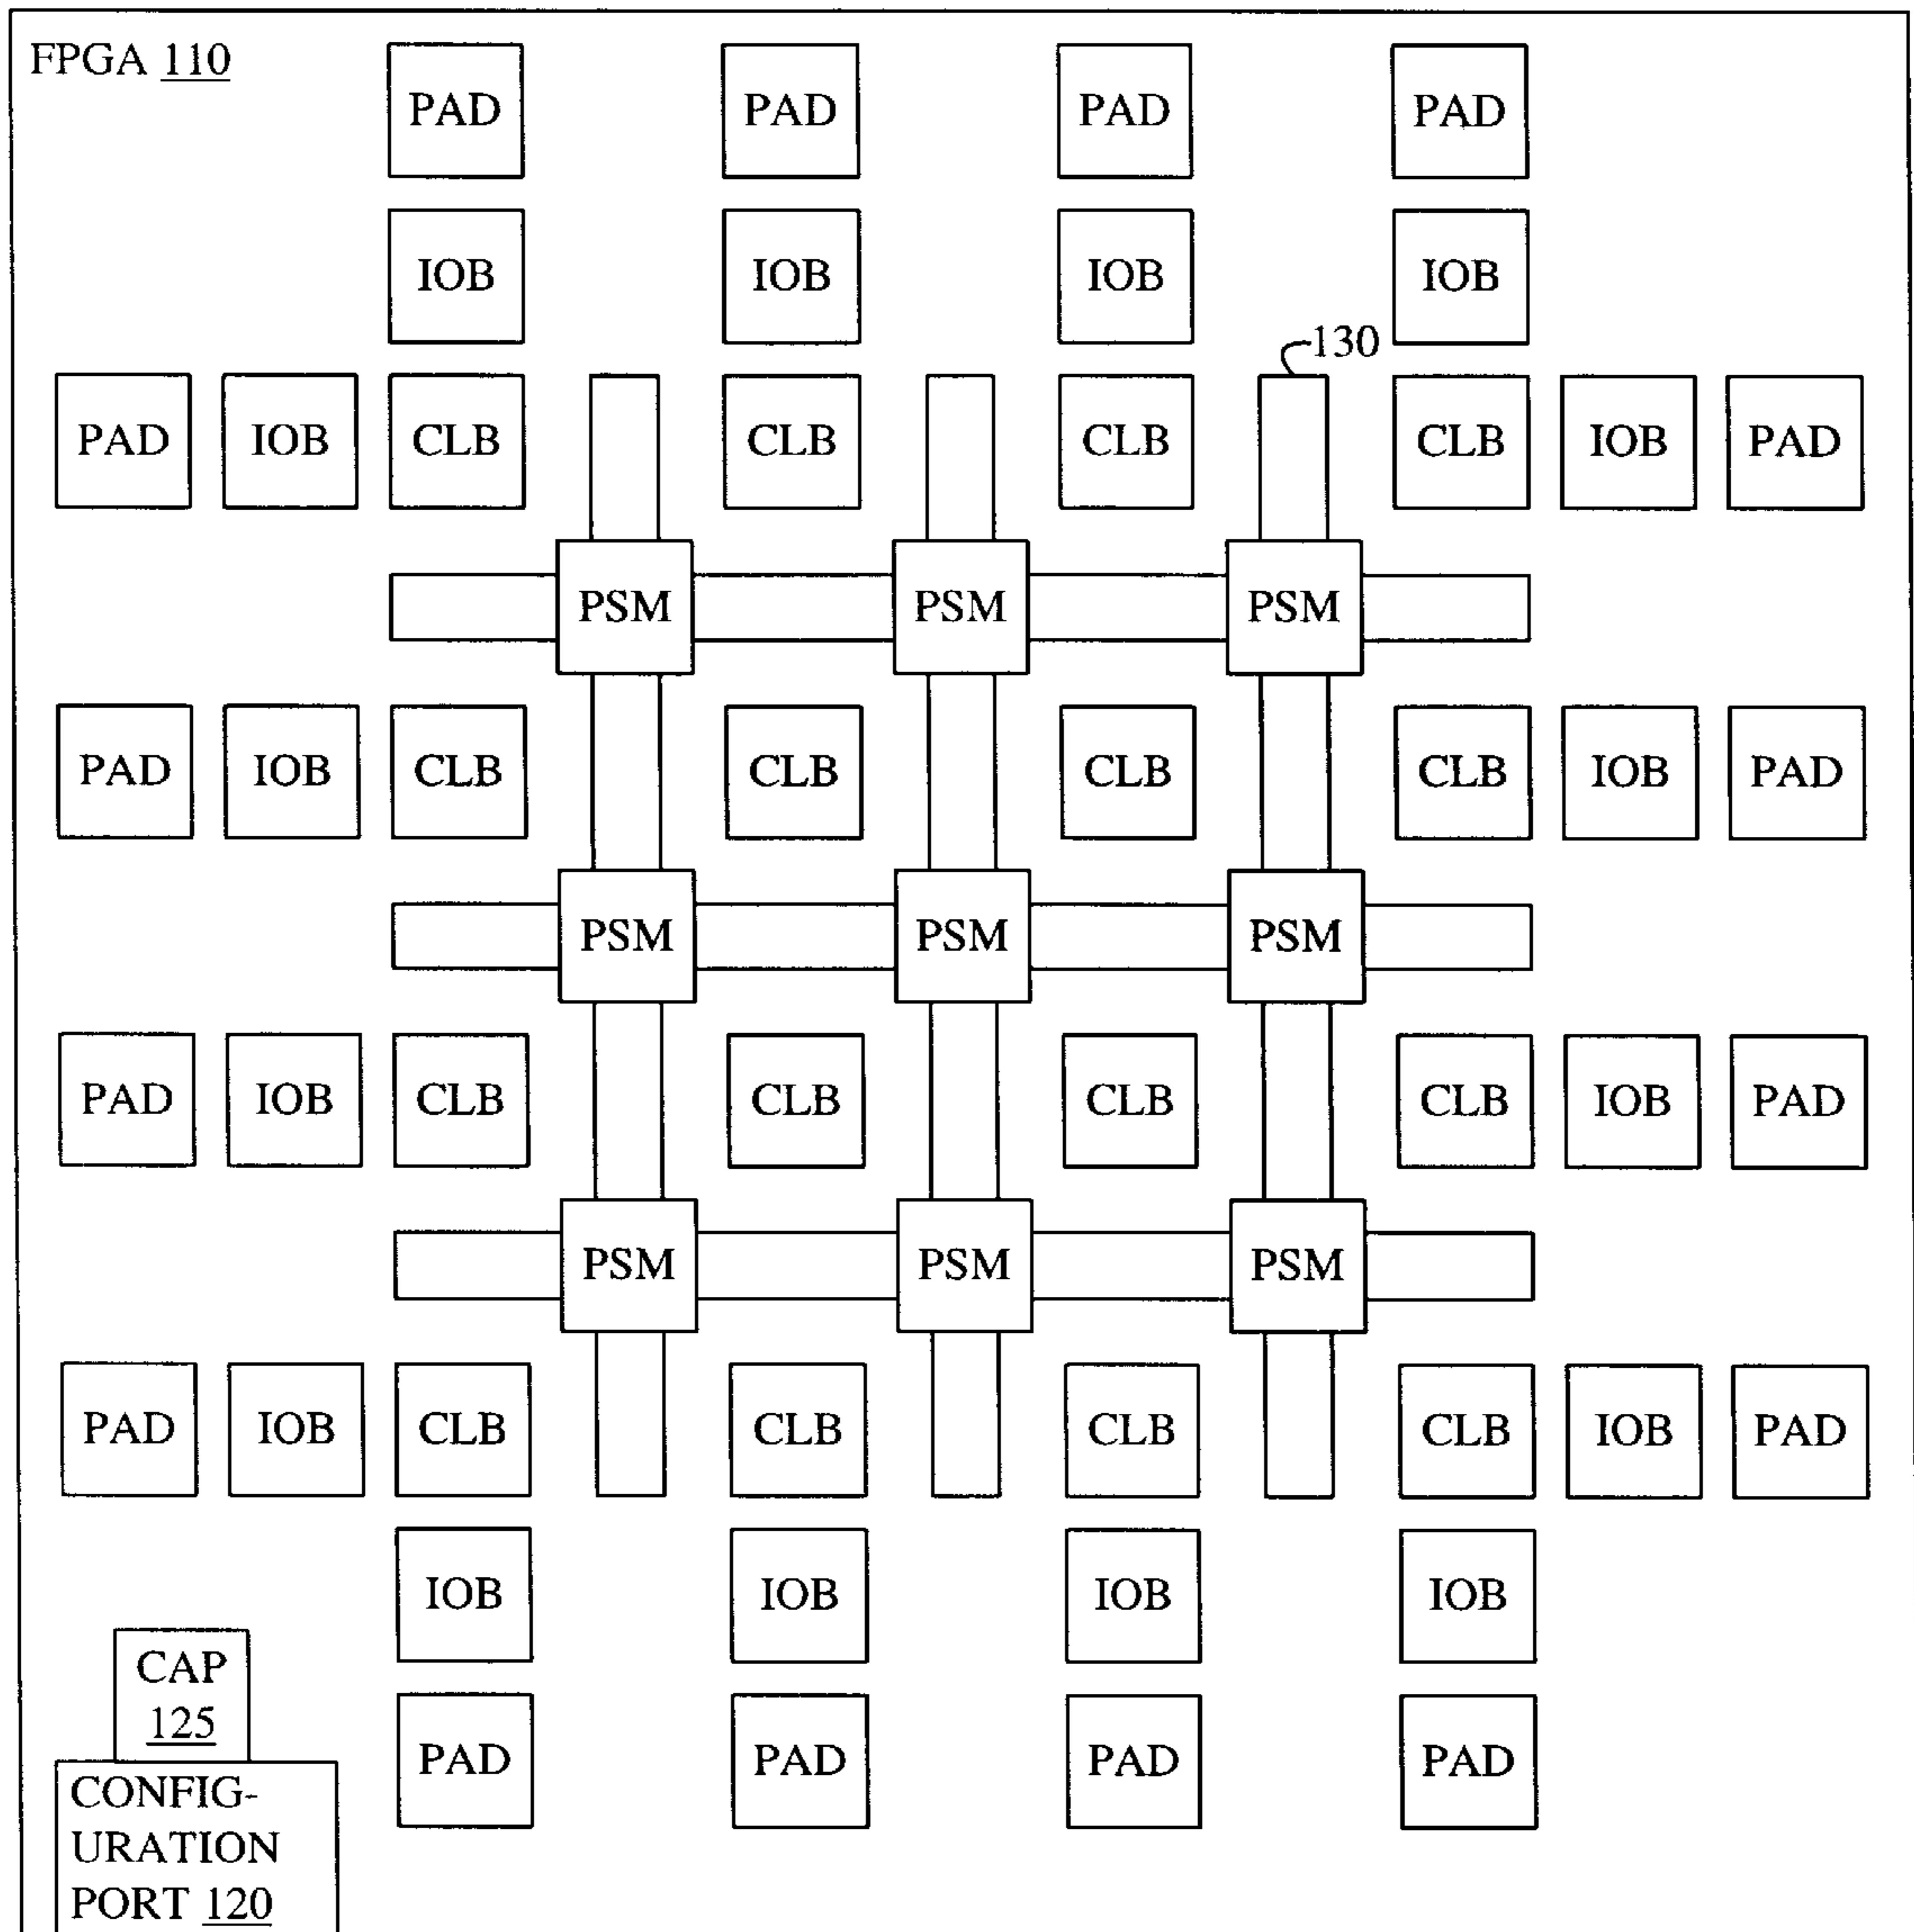 FPGA 110
PAD PAD PAD PAD
IOB IOB IOB IOB
130
PAD IOB CLB CLB CLB CLB IOB PAD
PSM PSM PSM
PAD IOB CLB CLB CLB CLB IOB PAD
PSM PSM PSM
PAD IOB CLB CLB CLB CLB IOB PAD
PSM PSM PSM
PAD IOB CLB CLB CLB CLB IOB PAD
IOB IOB IOB IOB
CAP
125
PAD PAD PAD PAD
CONFIG-
URATION
PORT 120